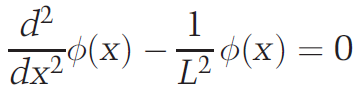 d²/dx² ϕ(x) − 1/L² ϕ(x) = 0